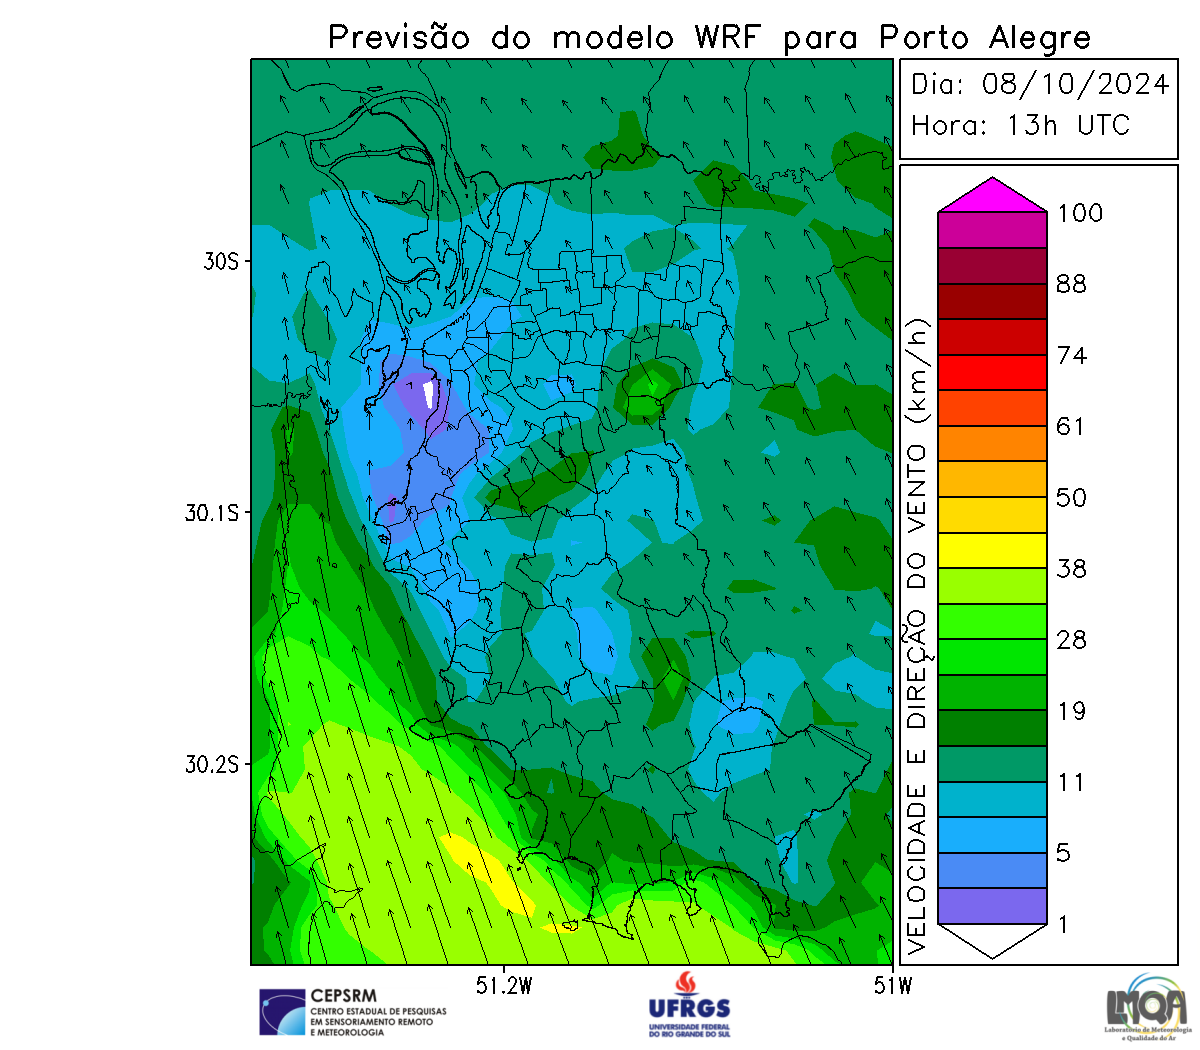 Previsão do modelo WRF para Porto Alegre
Dia: 08/10/2024
Hora: 13h UTC
30S
30.1S
30.2S
51.2W
51W
VELOCIDADE E DIREÇÃO DO VENTO (km/h)
100
88
74
61
50
38
28
19
11
5
1
CEPSRM
CENTRO ESTADUAL DE PESQUISAS
EM SENSORIAMENTO REMOTO
E METEOROLOGIA
UFRGS
UNIVERSIDADE FEDERAL
DO RIO GRANDE DO SUL
LMQA
Laboratório de Meteorologia
e Qualidade do Ar